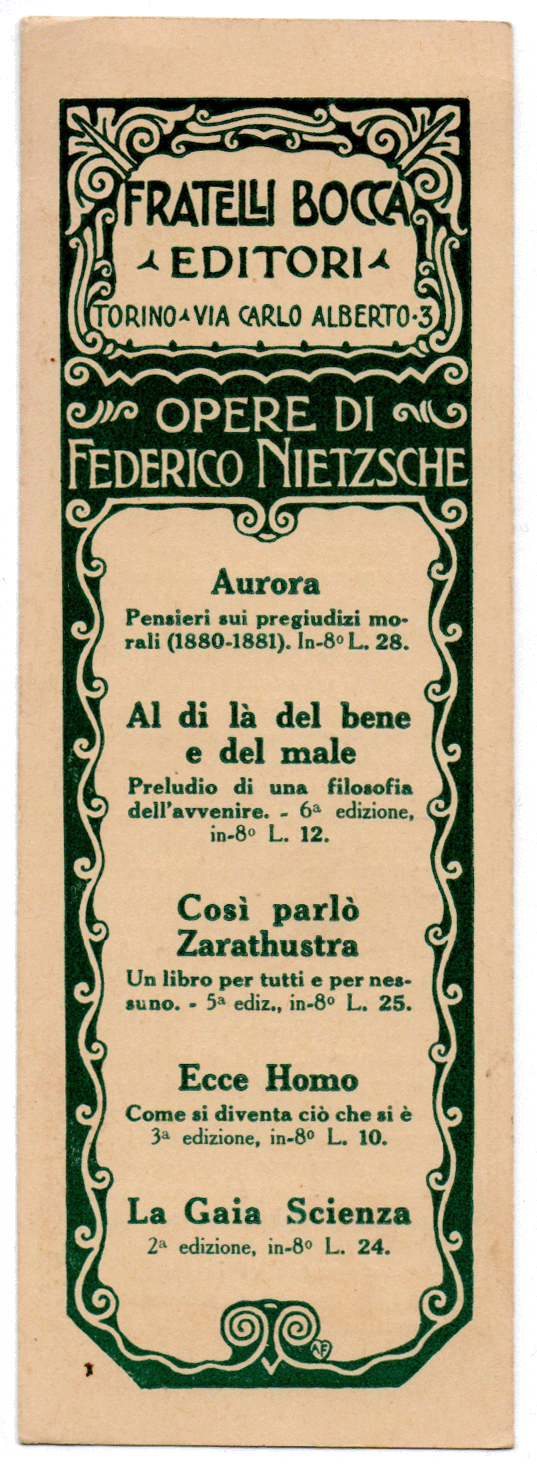 FRATELLI BOCCA
EDITORI
TORINO VIA CARLO ALBERTO·3
OPERE DI
FEDERICO NIETZSCHE
Aurora
Pensieri sui pregiudizi mo-
rali (1880-1881). In-8º L. 28.
Al di là del bene
e del male
Preludio di una filosofia
dell'avvenire. - 6ª edizione,
in-8º L. 12.
Così parlò
Zarathustra
Un libro per tutti e per nes-
suno. - 5ª ediz., in-8º L. 25.
Ecce Homo
Come si diventa ciò che si è
3ª edizione, in-8º L. 10.
La Gaia Scienza
2ª edizione, in-8º L. 24.
AF